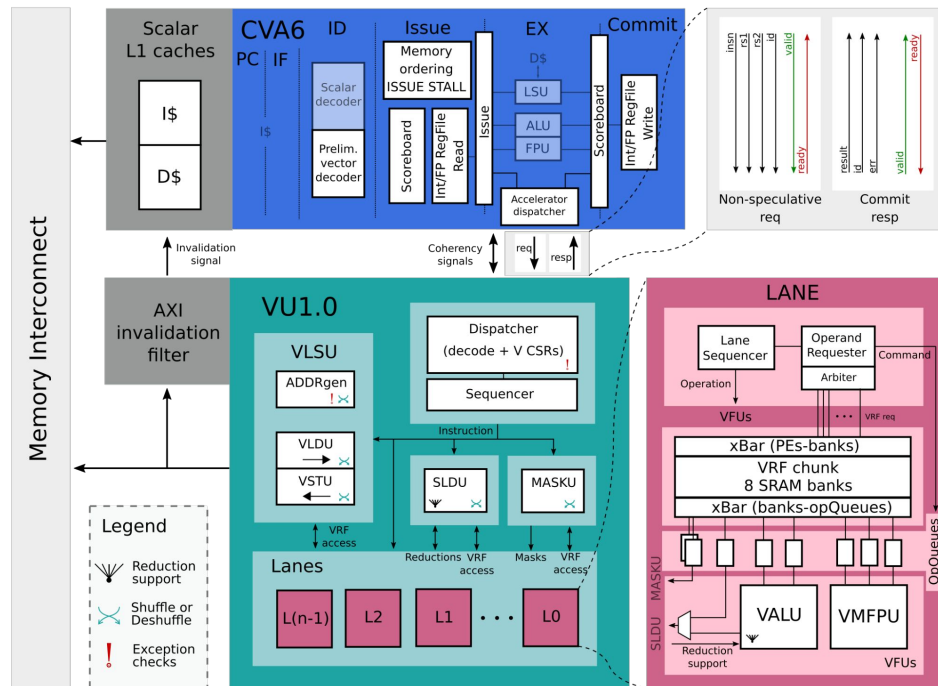 Scalar
L1 caches
I$
D$
CVA6
PC
IF
ID
Issue
EX
Commit
I$
Scalar
decoder
Prelim.
vector
decoder
Memory
ordering
ISSUE STALL
Scoreboard
Int/FP RegFile
Read
Issue
D$
LSU
ALU
FPU
Accelerator
dispatcher
Scoreboard
Int/FP RegFile
Write
insn
rs1
rs2
id
valid
ready
Non-speculative
req
result
id
err
valid
ready
Commit
resp
Invalidation
signal
Coherency
signals
req
resp
Memory Interconnect
AXI
invalidation
filter
VU1.0
VLSU
ADDRgen
!
VLDU
VSTU
Dispatcher
(decode + V CSRs)
!
Sequencer
Instruction
SLDU
MASKU
VRF
access
Reductions
VRF
access
Masks
VRF
access
Lanes
L(n-1)
L2
L1
L0
Legend
Reduction
support
Shuffle or
Deshuffle
!
Exception
checks
LANE
Lane
Sequencer
Operand
Requester
Arbiter
Command
Operation
VFUs
VRF req
xBar (PEs-banks)
VRF chunk
8 SRAM banks
xBar (banks-opQueues)
OpQueues
MASKU
SLDU
VALU
VMFPU
Reduction
support
VFUs